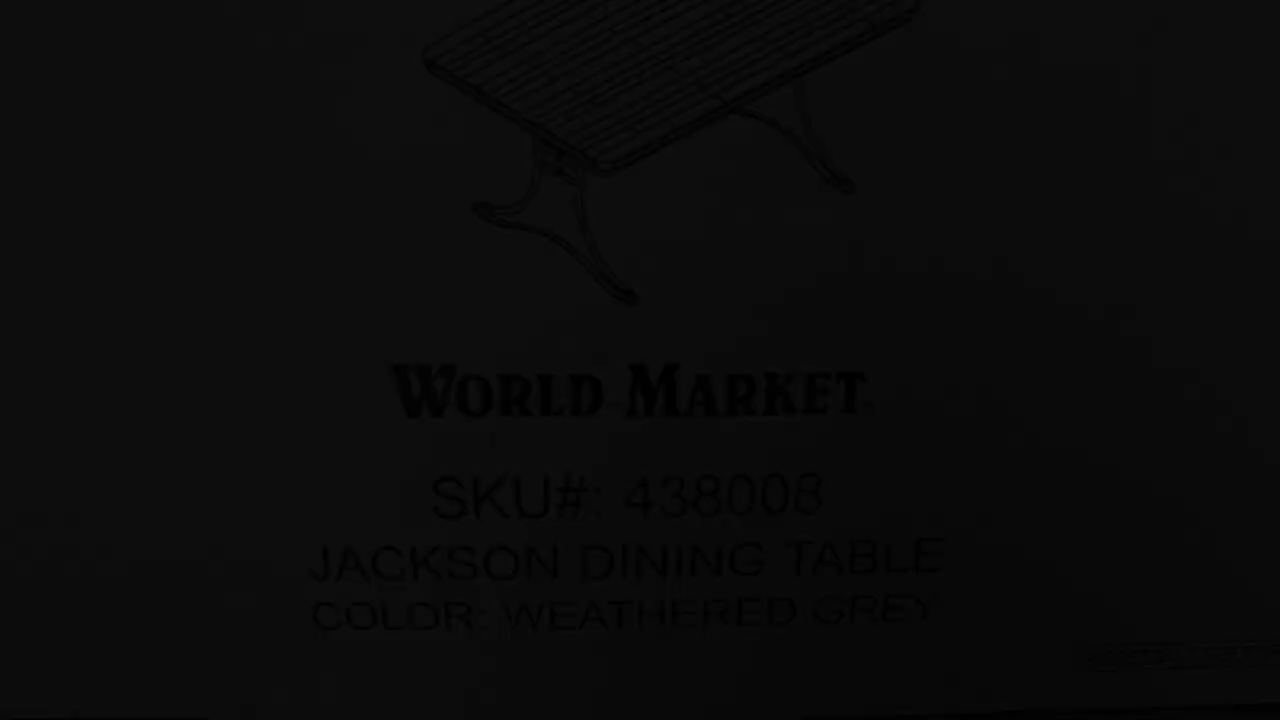 WORLD MARKET
SKU#: 438008
JACKSON DINING TABLE
COLOR: WEATHERED GREY